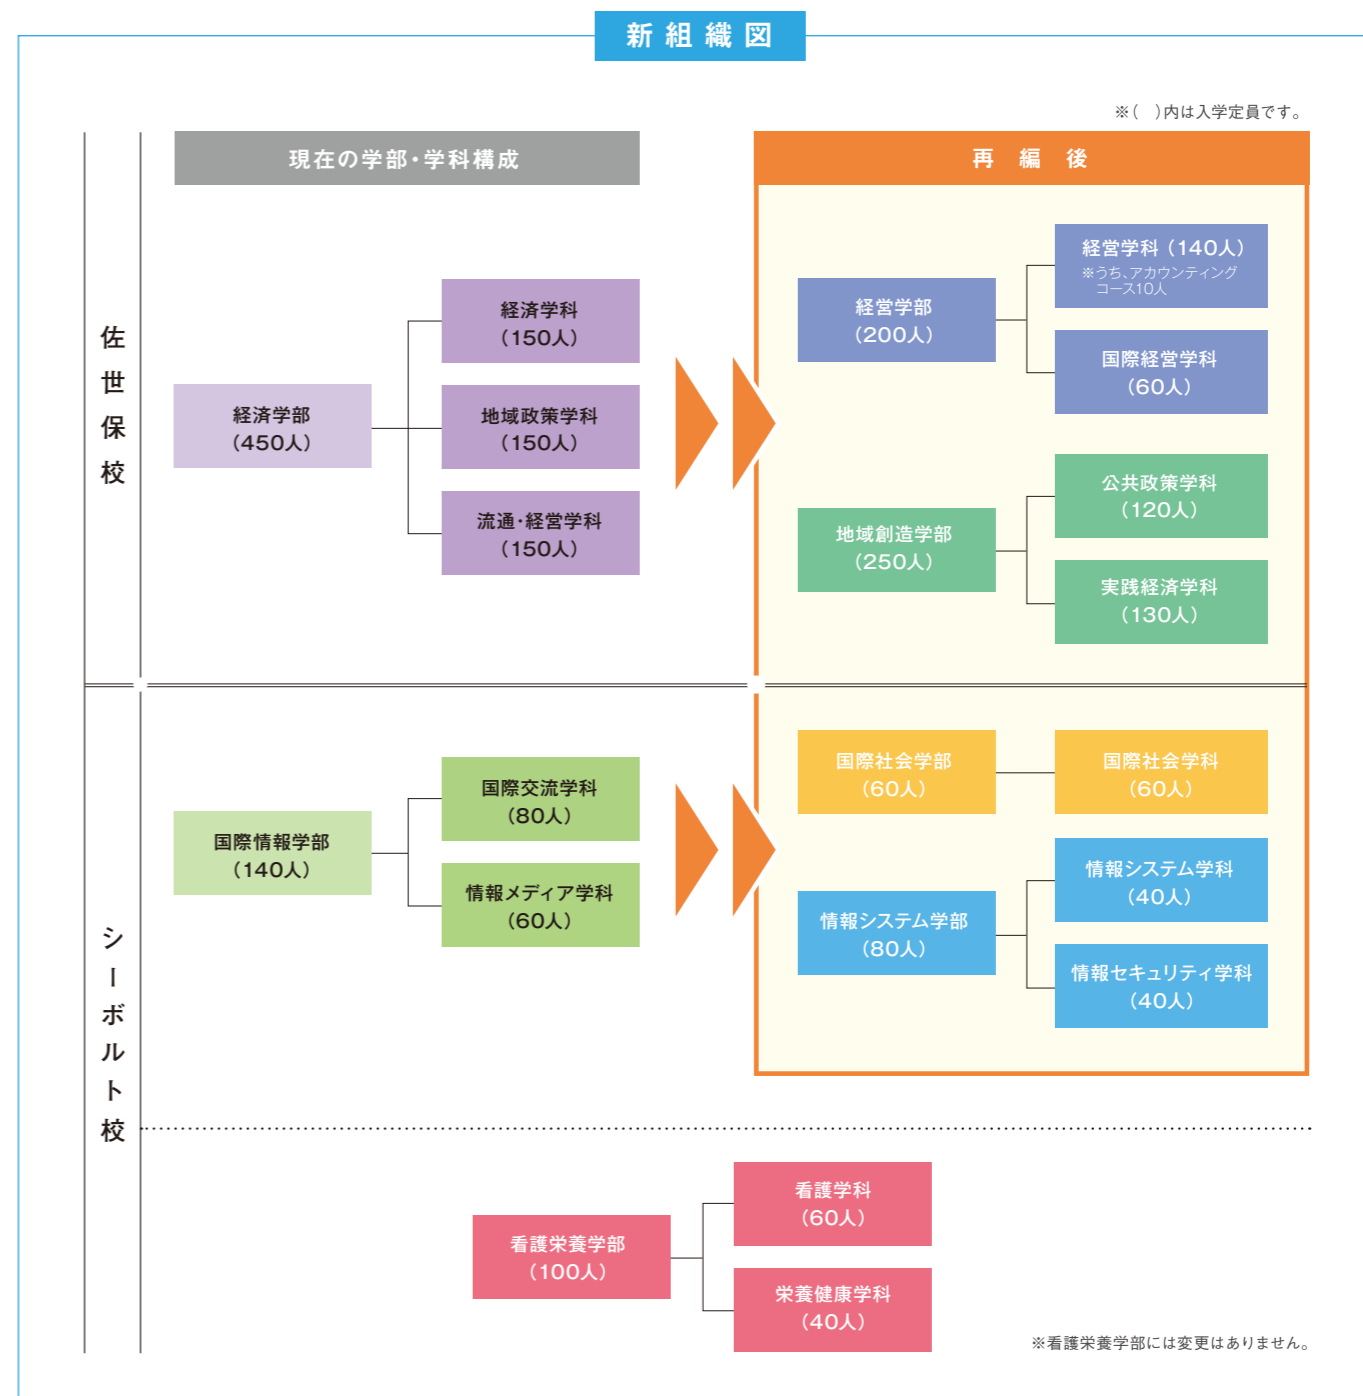 新組織図
※(　)内は入学定員です。
現在の学部・学科構成
再編後
佐世保校
経済学部
(450人)
経済学科
(150人)
地域政策学科
(150人)
流通・経営学科
(150人)
経営学部
(200人)
経営学科(140人)
※うち、アカウンティング
コース10人
国際経営学科
(60人)
地域創造学部
(250人)
公共政策学科
(120人)
実践経済学科
(130人)
シーボルト校
国際情報学部
(140人)
国際交流学科
(80人)
情報メディア学科
(60人)
国際社会学部
(60人)
国際社会学科
(60人)
情報システム学部
(80人)
情報システム学科
(40人)
情報セキュリティ学科
(40人)
看護栄養学部
(100人)
看護学科
(60人)
栄養健康学科
(40人)
※看護栄養学部には変更はありません。